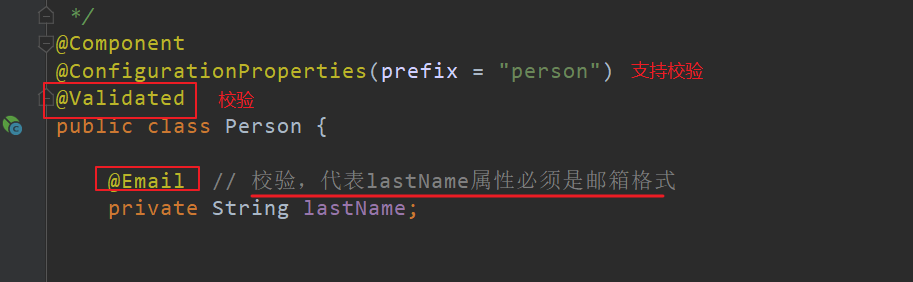 */
@Component
@ConfigurationProperties(prefix = "person") 支持校验
@Validated 校验
public class Person {
@Email // 校验，代表lastName属性必须是邮箱格式
private String lastName;